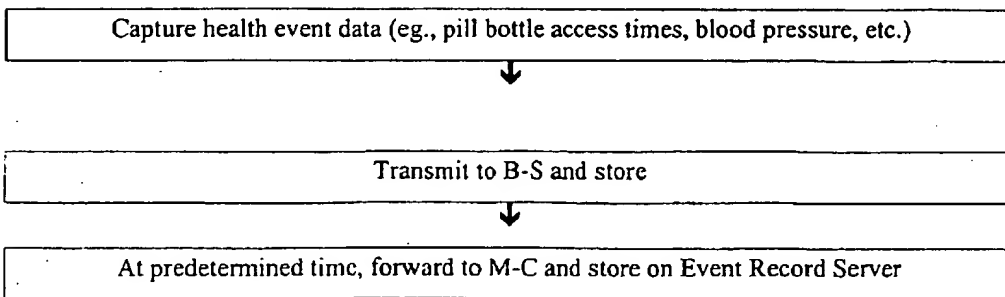 Capture health event data (eg., pill bottle access times, blood pressure, etc.)
Transmit to B-S and store
At predetermined time, forward to M-C and store on Event Record Server